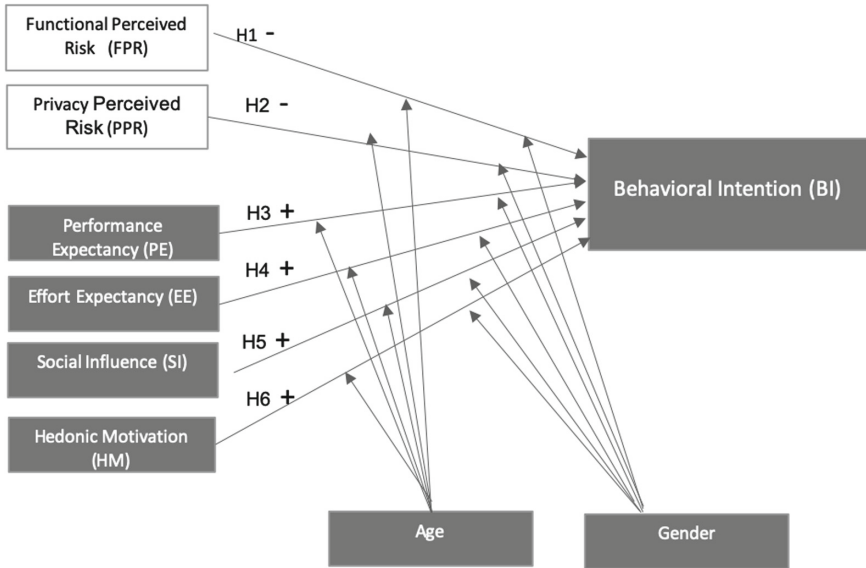 Functional Perceived
Risk (FPR)
H1 -
Privacy Perceived
Risk (PPR)
H2 -
Behavioral Intention (BI)
Performance
Expectancy (PE)
H3 +
Effort Expectancy (EE)
H4 +
Social Influence (SI)
H5 +
Hedonic Motivation
(HM)
H6 +
Age
Gender